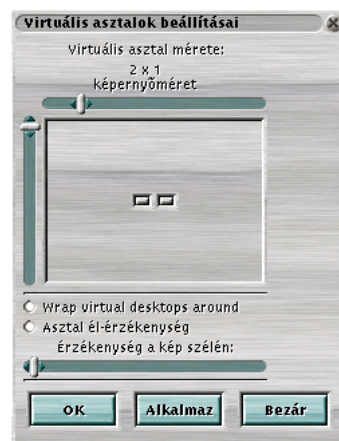 Virtuális asztalok beállításai
Virtuális asztal mérete:
2 x 1
képernyõméret
Wrap virtual desktops around
Asztal él-érzékenység
Érzékenység a kép szélén:
OK Alkalmaz Bezár